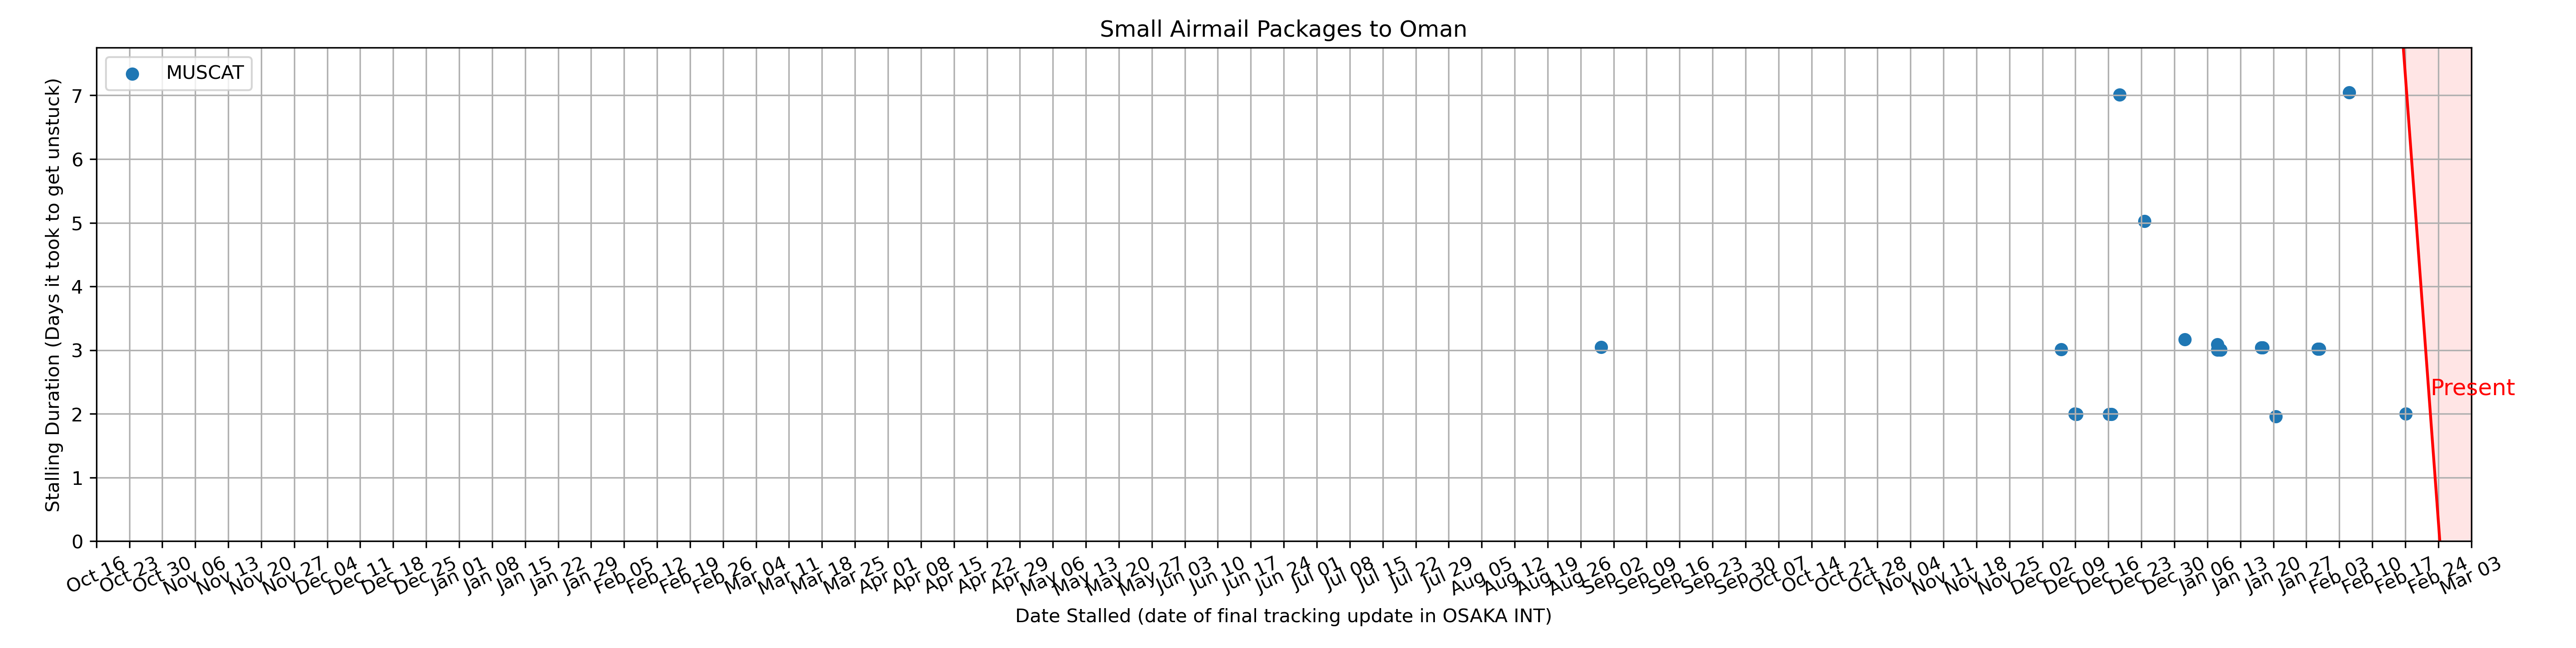 Small Airmail Packages to Oman
MUSCAT
Stalling Duration (Days it took to get unstuck)
7
6
5
4
3
2
1
0
Present
Oct 16
Oct 23
Oct 30
Nov 06
Nov 13
Nov 20
Nov 27
Dec 04
Dec 11
Dec 18
Dec 25
Jan 01
Jan 08
Jan 15
Jan 22
Jan 29
Feb 05
Feb 12
Feb 19
Feb 26
Mar 04
Mar 11
Mar 18
Mar 25
Apr 01
Apr 08
Apr 15
Apr 22
Apr 29
May 06
May 13
May 20
May 27
Jun 03
Jun 10
Jun 17
Jun 24
Jul 01
Jul 08
Jul 15
Jul 22
Jul 29
Aug 05
Aug 12
Aug 19
Aug 26
Sep 02
Sep 09
Sep 16
Sep 23
Sep 30
Oct 07
Oct 14
Oct 21
Oct 28
Nov 04
Nov 11
Nov 18
Nov 25
Dec 02
Dec 09
Dec 16
Dec 23
Dec 30
Jan 06
Jan 13
Jan 20
Jan 27
Feb 03
Feb 10
Feb 17
Feb 24
Mar 03
Date Stalled (date of final tracking update in OSAKA INT)